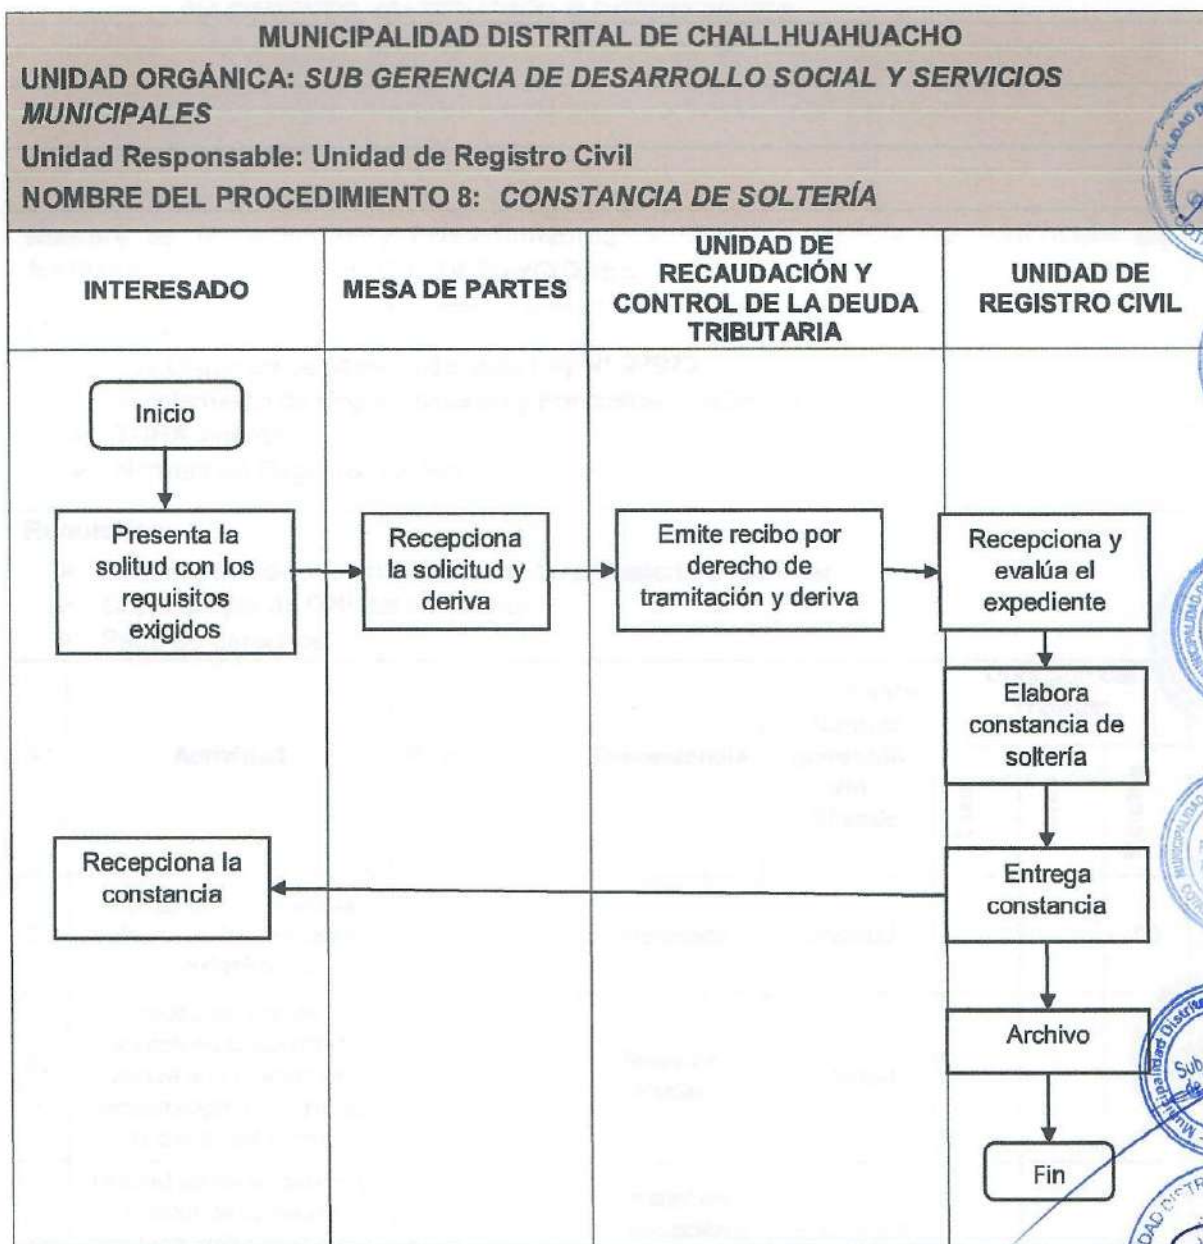 MUNICIPALIDAD DISTRITAL DE CHALLHUAHUACHO
UNIDAD ORGÁNICA: SUB GERENCIA DE DESARROLLO SOCIAL Y SERVICIOS
MUNICIPALES
Unidad Responsable: Unidad de Registro Civil
NOMBRE DEL PROCEDIMIENTO 8: CONSTANCIA DE SOLTERÍA
INTERESADO
MESA DE PARTES
UNIDAD DE
RECAUDACIÓN Y
CONTROL DE LA DEUDA
TRIBUTARIA
UNIDAD DE
REGISTRO CIVIL
Inicio
Presenta la
solitud con los
requisitos
exigidos
Recepciona
la solicitud y
deriva
Emite recibo por
derecho de
tramitación y deriva
Recepciona y
evalúa el
expediente
Elabora
constancia de
soltería
Entrega
constancia
Recepciona la
constancia
Archivo
Fin